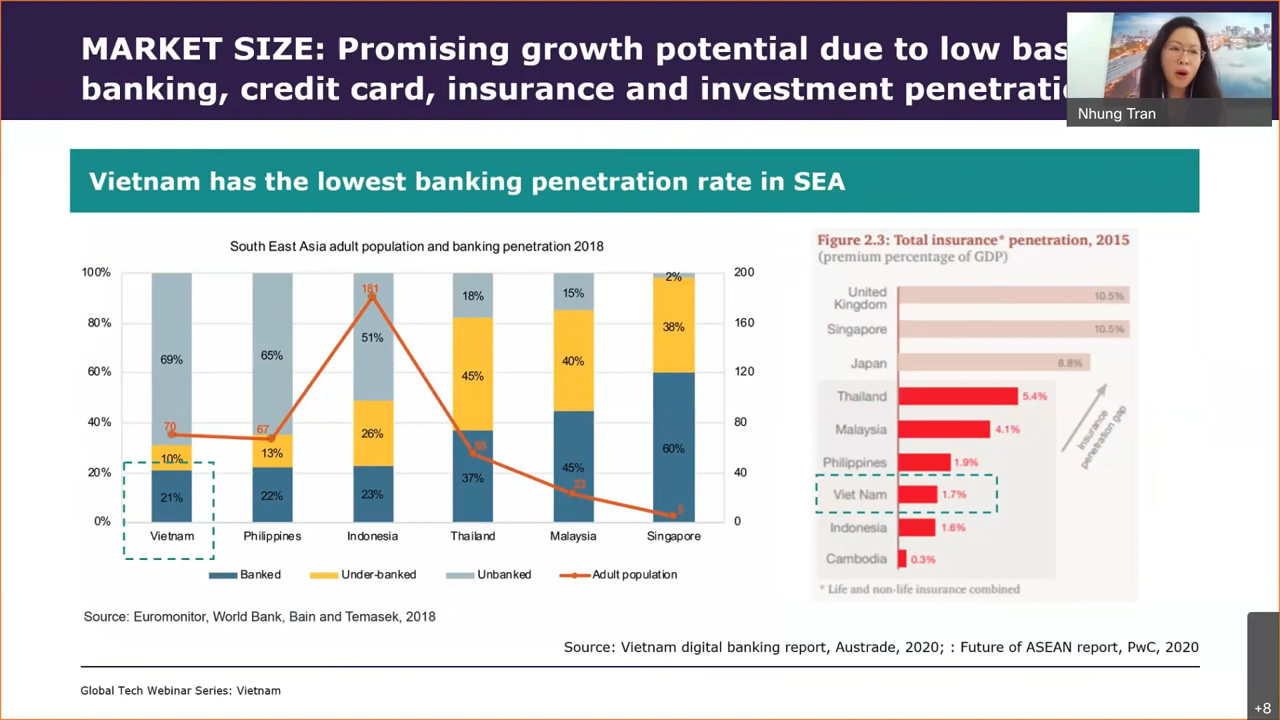 MARKET SIZE: Promising growth potential due to low bas
banking, credit card, insurance and investment penetrati
Nhung Tran
Vietnam has the lowest banking penetration rate in SEA
South East Asia adult population and banking penetration 2018
100%
80%
60%
40%
20%
0%
200
160
120
80
40
0
69%
10%
21%
70
65%
13%
22%
67
181
51%
26%
23%
18%
45%
37%
55
15%
40%
45%
23
2%
38%
60%
5
Vietnam
Philippines
Indonesia
Thailand
Malaysia
Singapore
Banked
Under-banked
Unbanked
Adult population
Source: Euromonitor, World Bank, Bain and Temasek, 2018
Figure 2.3: Total insurance* penetration, 2015
(premium percentage of GDP)
United
Kingdom
10.5%
Singapore
10.5%
Japan
8.8%
Thailand
5.4%
Malaysia
4.1%
Philippines
1.9%
Viet Nam
1.7%
Indonesia
1.6%
Cambodia
0.3%
Insurance
penetration gap
* Life and non-life insurance combined
Source: Vietnam digital banking report, Austrade, 2020; : Future of ASEAN report, PwC, 2020
Global Tech Webinar Series: Vietnam
+8